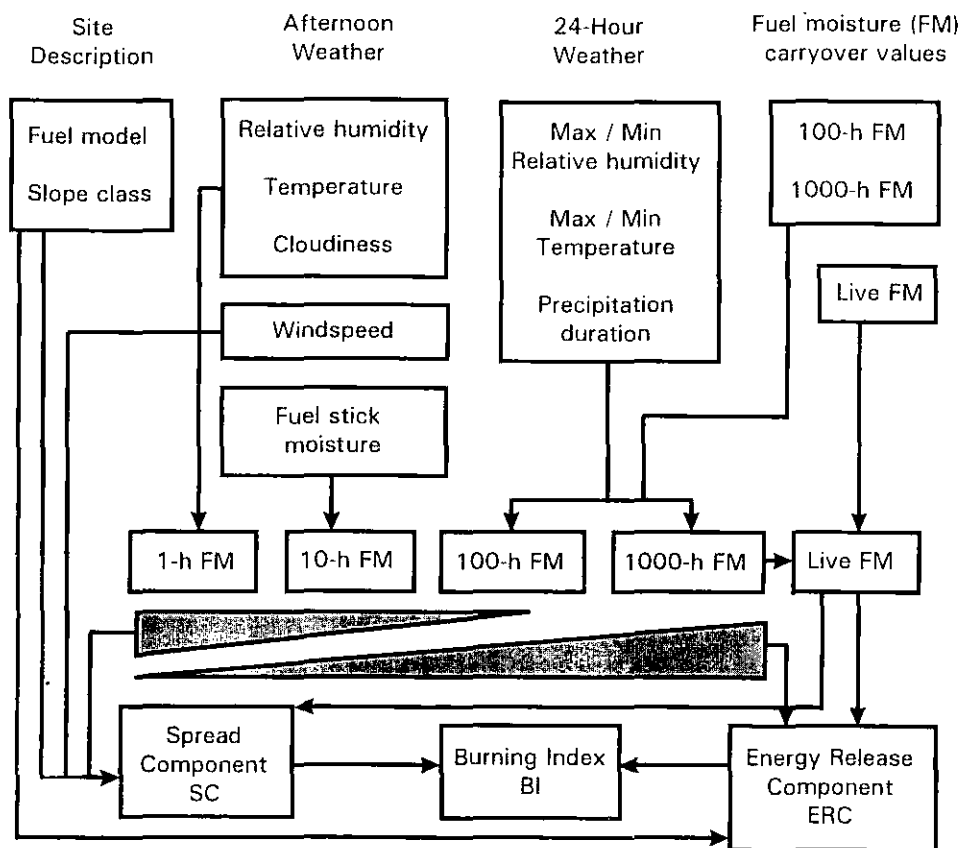 Site
Description
Afternoon
Weather
24-Hour
Weather
Fuel moisture (FM)
carryover values
Fuel model
Slope class
Relative humidity
Temperature
Cloudiness
Max / Min
Relative humidity
Max / Min
Temperature
Precipitation
duration
100-h FM
1000-h FM
Live FM
Windspeed
Fuel stick
moisture
1-h FM
10-h FM
100-h FM
1000-h FM
Live FM
Spread
Component
SC
Burning Index
BI
Energy Release
Component
ERC